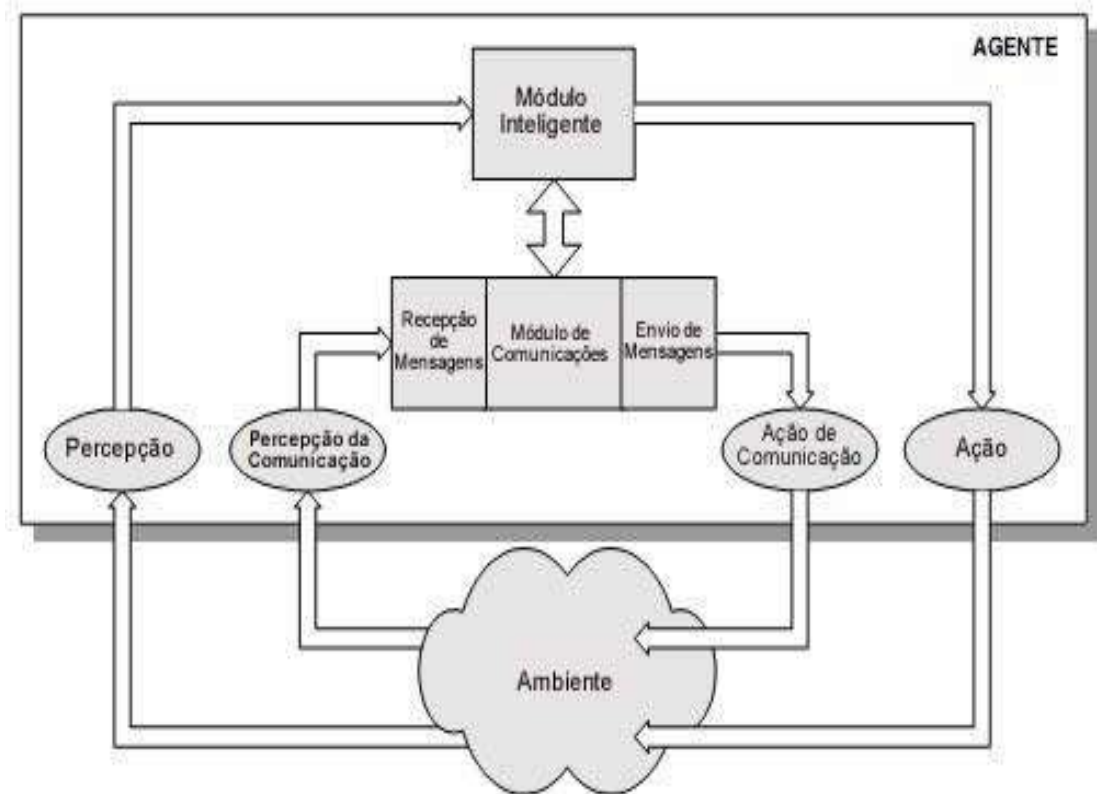 AGENTE
Módulo
Inteligente
Recepção
de
Mensagens
Módulo de
Comunicações
Envio de
Mensagens
Percepção
Percepção da
Comunicação
Ação de
Comunicação
Ação
Ambiente